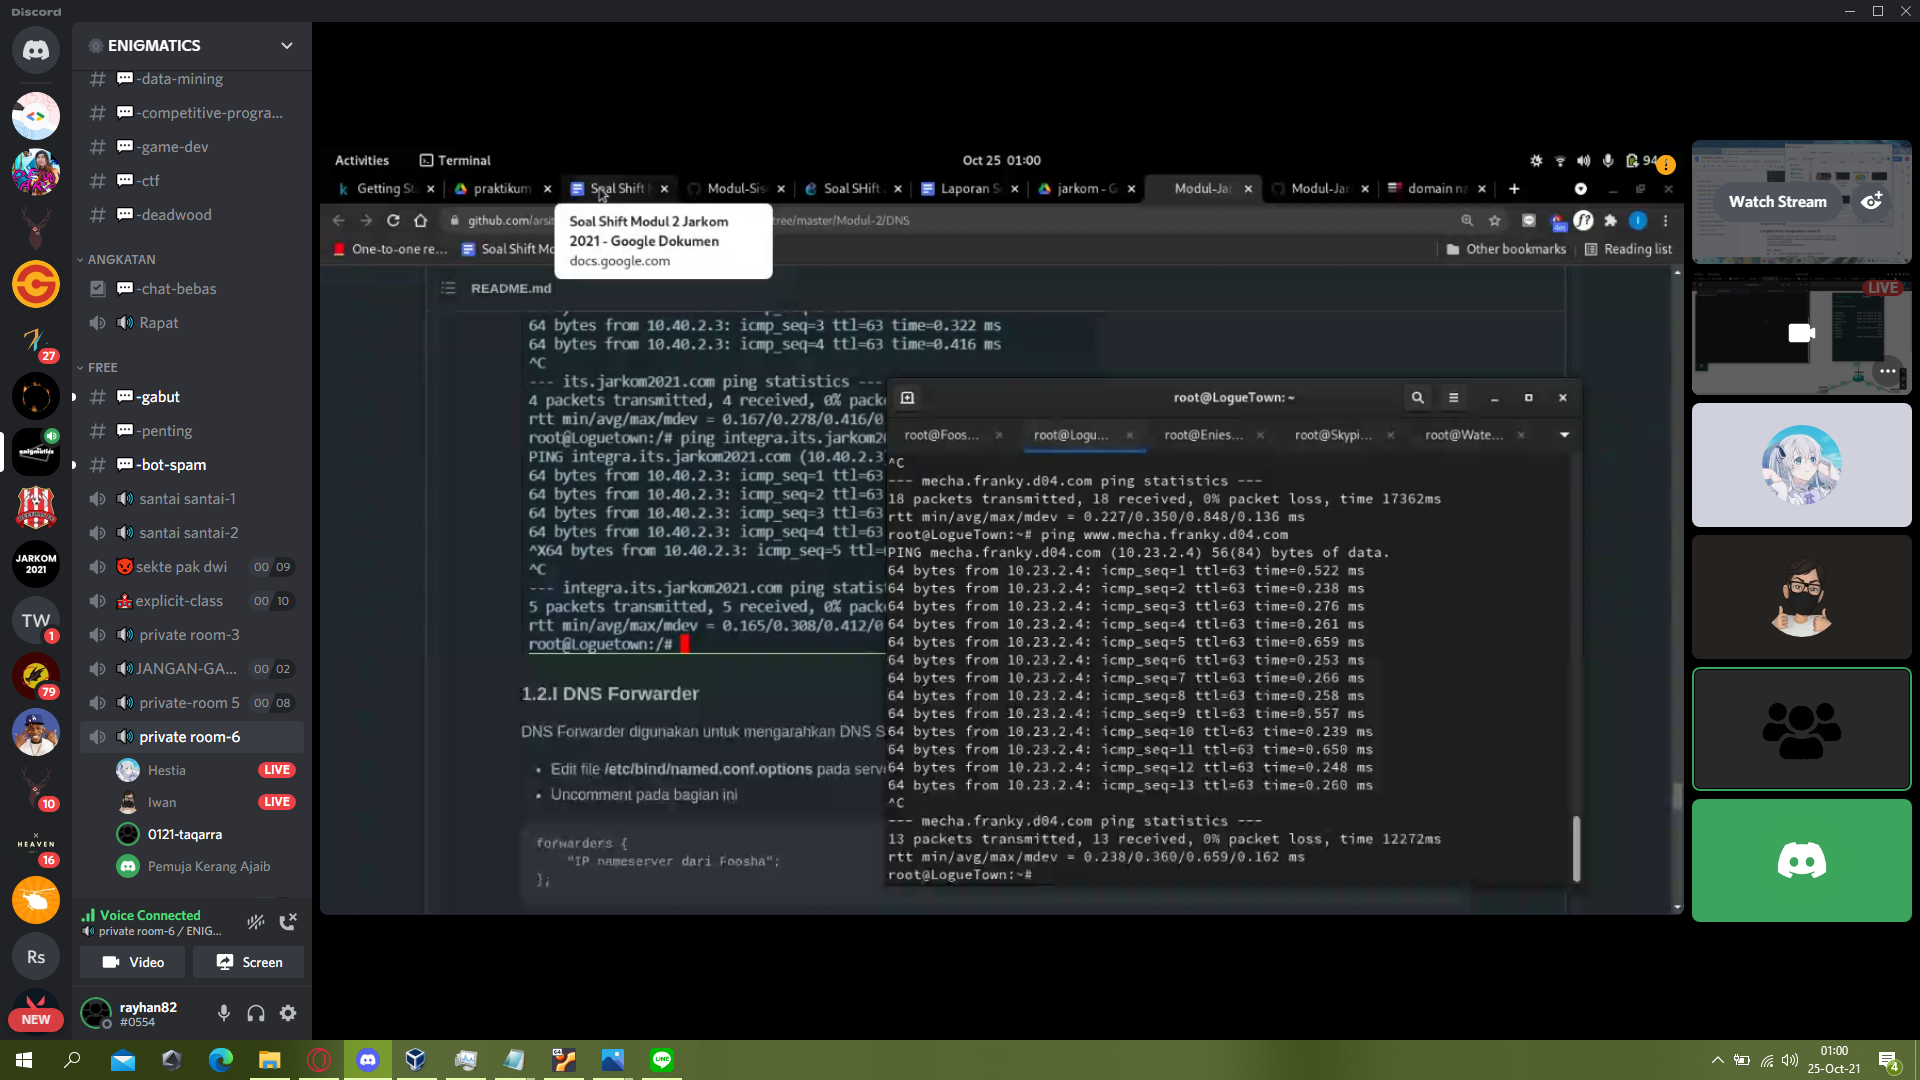 Discord
ENIGMATICS
-data-mining
-competitive-progra...
-game-dev
-ctf
-deadwood
ANGKATAN
-chat-bebas
Rapat
FREE
-gabut
-penting
-bot-spam
santai santai-1
santai santai-2
sekte pak dwi 00 09
explicit-class 00 10
private room-3
JANGAN-GA... 00 02
private-room 5 00 08
private room-6
Hestia LIVE
Iwan LIVE
0121-taqarra
Pemuja Kerang Ajaib
Voice Connected
private room-6 / ENIG...
Video
Screen
rayhan82
#0554
27
JARKOM
2021
TW
1
79
10
HEAVEN
16
Rs
NEW
Activities
Terminal
Oct 25 01:00
94
Getting St
praktikum
Soal Shift
Modul-Sis
Soal SHift
Laporan S
jarkom - G
Modul-Ja
Modul-Jar
domain na
github.com/arsi
tree/master/Modul-2/DNS
Soal Shift Modul 2 Jarkom
2021 - Google Dokumen
docs.google.com
One-to-one re...
Soal Shift Mo
Other bookmarks
Reading list
README.md
64 bytes from 10.40.2.3: icmp_seq=3 ttl=63 time=0.322 ms
64 bytes from 10.40.2.3: icmp_seq=4 ttl=63 time=0.416 ms
^C
--- its.jarkom2021.com ping statistics ---
4 packets transmitted, 4 received, 0% pack
rtt min/avg/max/mdev = 0.167/0.278/0.416/0
root@Loguetown:/# ping integra.its.jarkom2
PING integra.its.jarkom2021.com (10.40.2.3
64 bytes from 10.40.2.3: icmp_seq=1 ttl=63
64 bytes from 10.40.2.3: icmp_seq=2 ttl=63
64 bytes from 10.40.2.3: icmp_seq=3 ttl=63
64 bytes from 10.40.2.3: icmp_seq=4 ttl=63
^X64 bytes from 10.40.2.3: icmp_seq=5 ttl=
^C
--- integra.its.jarkom2021.com ping statis
5 packets transmitted, 5 received, 0% pack
rtt min/avg/max/mdev = 0.165/0.308/0.412/0
root@Loguetown:/#
1.2.I DNS Forwarder
DNS Forwarder digunakan untuk mengarahkan DNS S
Edit file /etc/bind/named.conf.options pada serv
Uncomment pada bagian ini
forwarders {
"IP nameserver dari Foosha";
};
root@LogueTown: ~
root@Foos...
root@Logu...
root@Enies...
root@Skypi...
root@Wate...
^C
--- mecha.franky.d04.com ping statistics ---
18 packets transmitted, 18 received, 0% packet loss, time 17362ms
rtt min/avg/max/mdev = 0.227/0.350/0.848/0.136 ms
root@LogueTown:~# ping www.mecha.franky.d04.com
PING mecha.franky.d04.com (10.23.2.4) 56(84) bytes of data.
64 bytes from 10.23.2.4: icmp_seq=1 ttl=63 time=0.522 ms
64 bytes from 10.23.2.4: icmp_seq=2 ttl=63 time=0.238 ms
64 bytes from 10.23.2.4: icmp_seq=3 ttl=63 time=0.276 ms
64 bytes from 10.23.2.4: icmp_seq=4 ttl=63 time=0.261 ms
64 bytes from 10.23.2.4: icmp_seq=5 ttl=63 time=0.659 ms
64 bytes from 10.23.2.4: icmp_seq=6 ttl=63 time=0.253 ms
64 bytes from 10.23.2.4: icmp_seq=7 ttl=63 time=0.266 ms
64 bytes from 10.23.2.4: icmp_seq=8 ttl=63 time=0.258 ms
64 bytes from 10.23.2.4: icmp_seq=9 ttl=63 time=0.557 ms
64 bytes from 10.23.2.4: icmp_seq=10 ttl=63 time=0.239 ms
64 bytes from 10.23.2.4: icmp_seq=11 ttl=63 time=0.650 ms
64 bytes from 10.23.2.4: icmp_seq=12 ttl=63 time=0.248 ms
64 bytes from 10.23.2.4: icmp_seq=13 ttl=63 time=0.260 ms
^C
--- mecha.franky.d04.com ping statistics ---
13 packets transmitted, 13 received, 0% packet loss, time 12272ms
rtt min/avg/max/mdev = 0.238/0.360/0.659/0.162 ms
root@LogueTown:~#
Watch Stream
LIVE
01:00
25-Oct-21
4